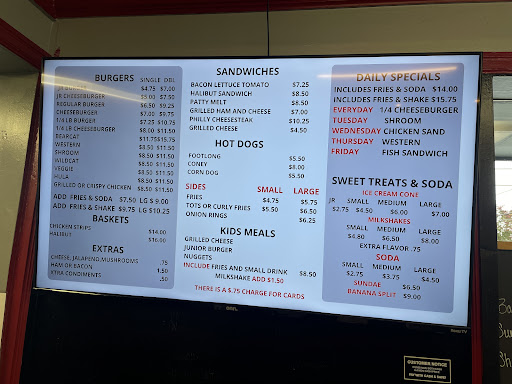 BURGERS SINGLE DBL
JR BURGER $4.75 $7.00
JR CHEESEBURGER $5.00 $7.50
REGULAR BURGER $6.50 $9.25
CHEESEBURGER $7.00 $9.75
1/4 LB BURGER $7.25 $10.75
1/4 LB CHEESEBURGER $8.00 $11.50
BEARCAT $11.75 $15.75
WESTERN $8.50 $11.50
SHROOM $8.50 $11.50
WILDCAT $8.50 $11.50
VEGGIE $8.50 $11.50
HULA $8.50 $11.50
GRILLED OR CRISPY CHICKEN $8.50 $11.50
ADD FRIES & SODA $7.50 LG $9.00
ADD FRIES & SHAKE $9.75 LG $10.25
BASKETS
CHICKEN STRIPS $14.00
HALIBUT $16.00
EXTRAS
CHEESE, JALAPENO, MUSHROOMS .75
HAM OR BACON 1.50
XTRA CONDIMENTS .50
SANDWICHES
BACON LETTUCE TOMATO $7.25
HALIBUT SANDWICH $8.50
PATTY MELT $8.50
GRILLED HAM AND CHEESE $7.00
PHILLY CHEESETEAK $10.25
GRILLED CHEESE $4.50
HOT DOGS
FOOTLONG $5.50
CONEY $8.00
CORN DOG $5.50
SIDES SMALL LARGE
FRIES $4.75 $5.75
TOTS OR CURLY FRIES $5.50 $6.50
ONION RINGS $6.25
KIDS MEALS
GRILLED CHEESE
JUNIOR BURGER
NUGGETS
INCLUDE FRIES AND SMALL DRINK $8.50
MILKSHAKE ADD $1.50
THERE IS A $.75 CHARGE FOR CARDS
DAILY SPECIALS
INCLUDES FRIES & SODA $14.00
INCLUDES FRIES & SHAKE $15.75
EVERYDAY 1/4 CHEESEBURGER
TUESDAY SHROOM
WEDNESDAY CHICKEN SAND
THURSDAY WESTERN
FRIDAY FISH SANDWICH
SWEET TREATS & SODA
ICE CREAM CONE
JR SMALL MEDIUM LARGE
$2.75 $4.50 $6.00 $7.00
MILKSHAKES
SMALL MEDIUM LARGE
$4.80 $6.50 $8.00
EXTRA FLAVOR .75
SODA
SMALL MEDIUM LARGE
$2.75 $3.75 $4.50
SUNDAE $6.50
BANANA SPLIT $9.00
Roku TV
CUSTOMER NOTICE